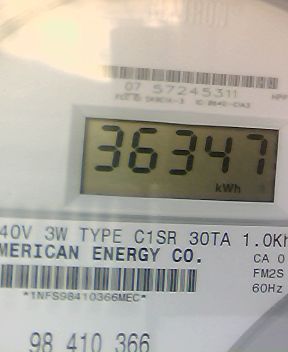 07 57245311
36347
kWh
40V 3W TYPE C1SR 30TA 1.0Kh
MERICAN ENERGY CO.
CA 0
FM2S
60Hz
*1NFS98410366MEC*
98 410 366